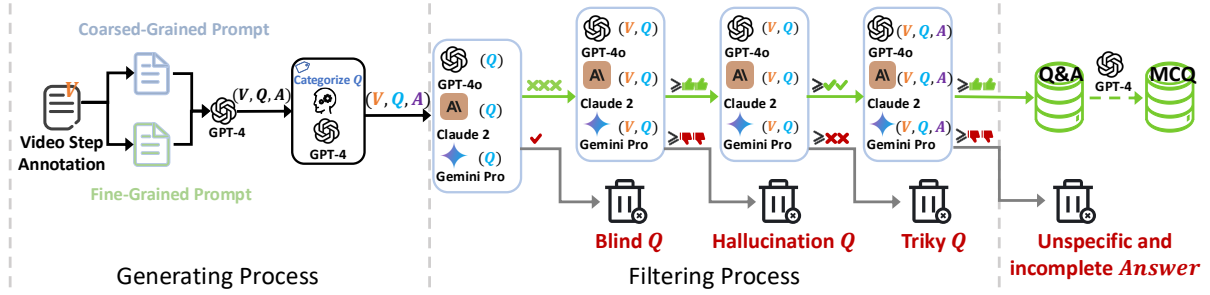 Coarsed-Grained Prompt
V
Video Step
Annotation
Fine-Grained Prompt
GPT-4
(V, Q, A)
Categorize Q
GPT-4
(V, Q, A)
Generating Process
(Q)
GPT-4o
(Q)
Claude 2
(Q)
Gemini Pro
(V, Q)
GPT-4o
(V, Q)
Claude 2
(V, Q)
Gemini Pro
⩾
⩾
Blind Q
(V, Q)
GPT-4o
(V, Q)
Claude 2
(V, Q)
Gemini Pro
⩾
⩾
Hallucination Q
(V, Q, A)
GPT-4o
(V, Q, A)
Claude 2
(V, Q, A)
Gemini Pro
⩾
⩾
Triky Q
Filtering Process
Q&A
GPT-4
MCQ
Unspecific and
incomplete Answer